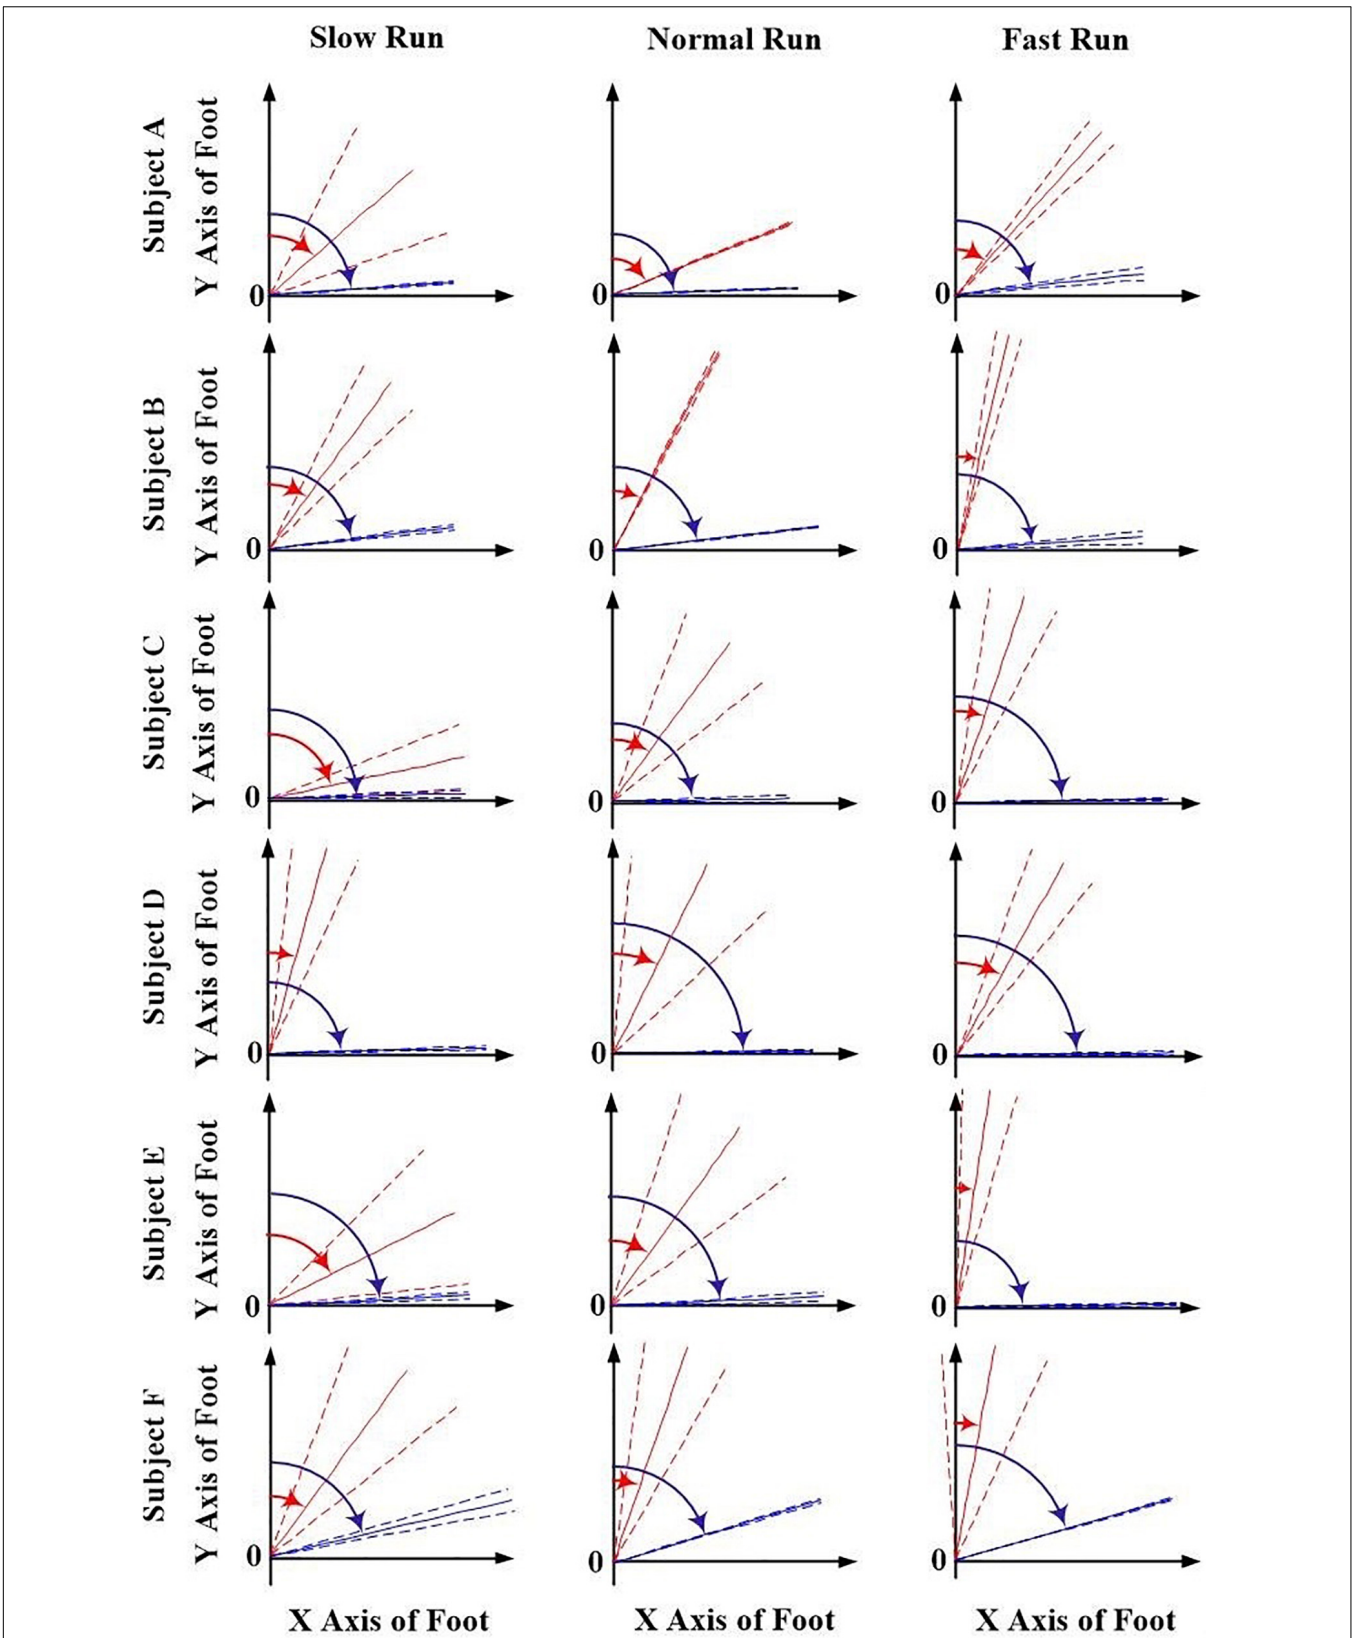 Slow Run Normal Run Fast Run
Subject A
Y Axis of Foot
0 0 0
Subject B
Y Axis of Foot
0 0 0
Subject C
Y Axis of Foot
0 0 0
Subject D
Y Axis of Foot
0 0 0
Subject E
Y Axis of Foot
0 0 0
Subject F
Y Axis of Foot
0 0 0
X Axis of Foot X Axis of Foot X Axis of Foot